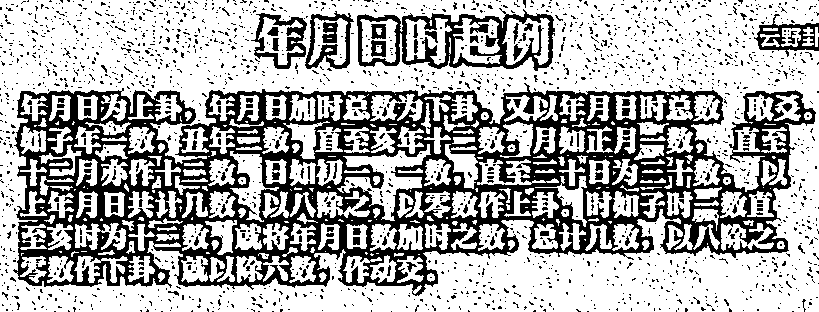 年月日时起例
云野卦
年月日为上卦，年月日加时总数为下卦。又以年月日时总数 取爻。
如子年一数，丑年二数，直至亥年十二数。月如正月一数， 直至
十二月亦作十二数。日如初一，一数，直至三十日为三十数。 以
上年月日共计几数，以八除之，以零数作上卦。时如子时一数直
至亥时为十二数，就将年月日数加时之数，总计几数，以八除之。
零数作下卦，就以除六数，作动爻。